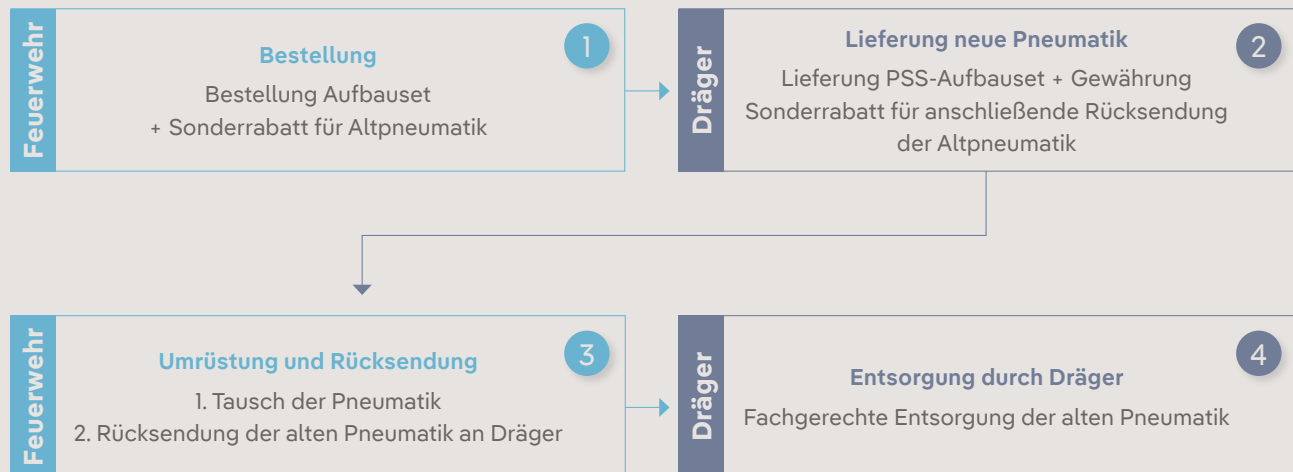 Feuerwehr
Bestellung
1
Bestellung Aufbauset
+ Sonderrabatt für Altpneumatik
Dräger
Lieferung neue Pneumatik
2
Lieferung PSS-Aufbauset + Gewährung
Sonderrabatt für anschließende Rücksendung
der Altpneumatik
Feuerwehr
Umrüstung und Rücksendung
3
1. Tausch der Pneumatik
2. Rücksendung der alten Pneumatik an Dräger
Dräger
Entsorgung durch Dräger
4
Fachgerechte Entsorgung der alten Pneumatik